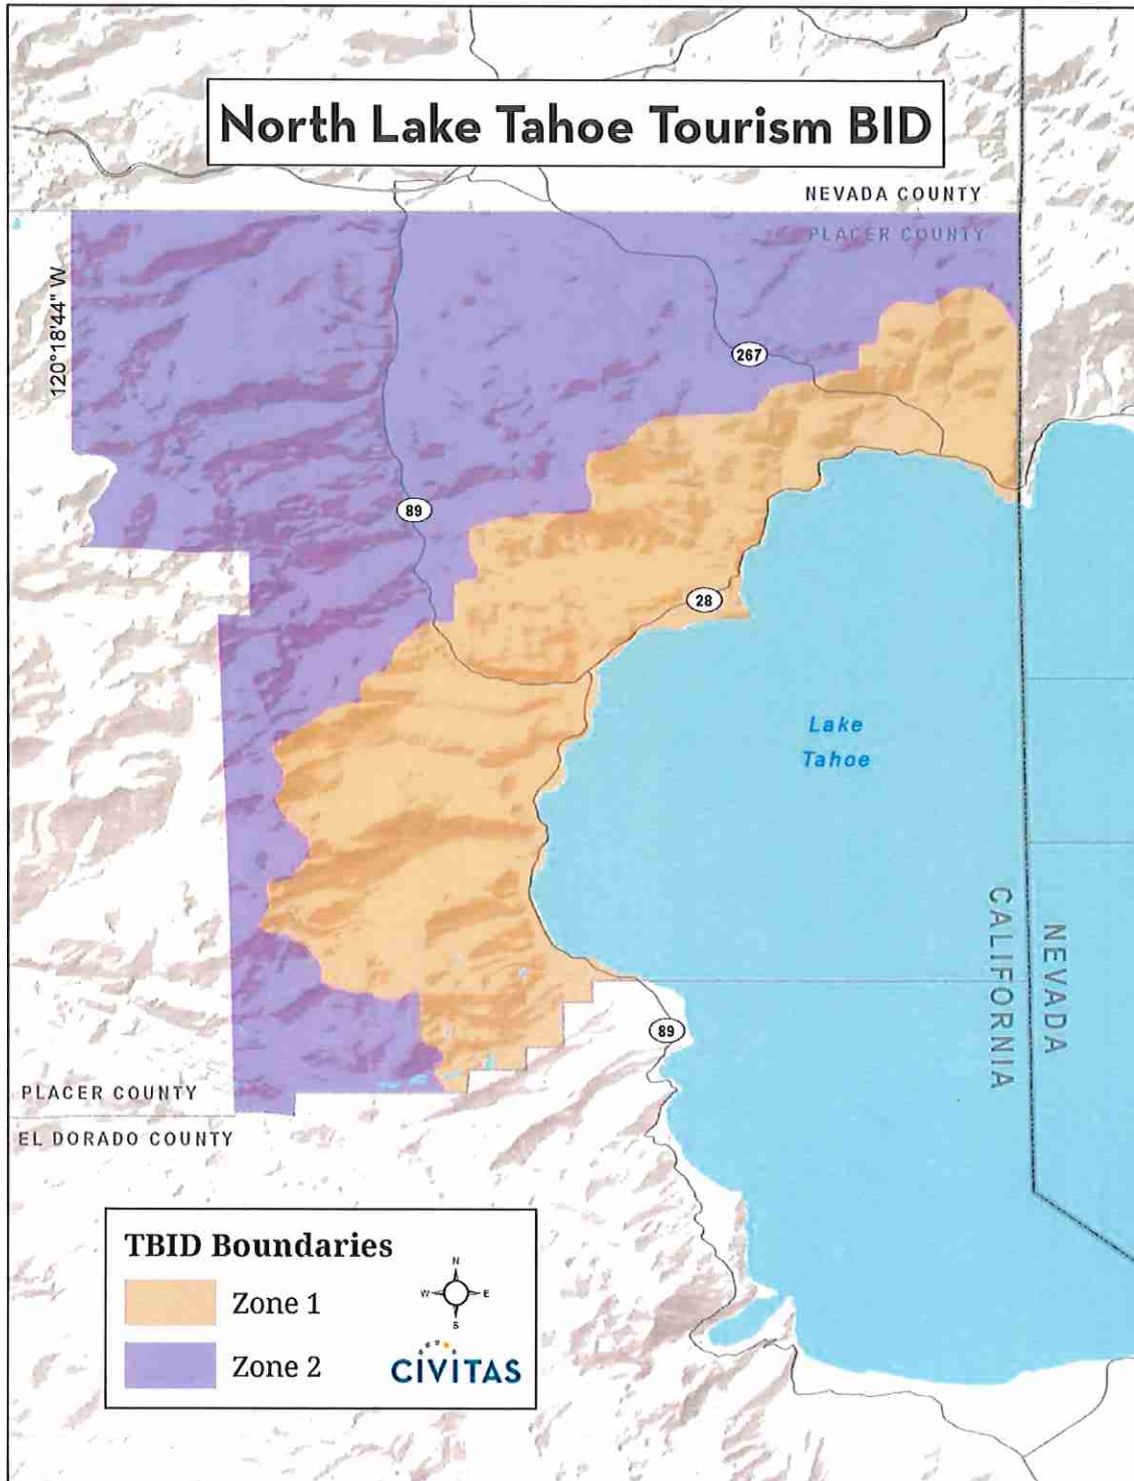 North Lake Tahoe Tourism BID
NEVADA COUNTY
PLACER COUNTY
120°18'44" W
267
89
28
Lake
Tahoe
CALIFORNIA
NEVADA
89
PLACER COUNTY
EL DORADO COUNTY
TBID Boundaries
Zone 1
Zone 2
N
W
E
S
CIVITAS